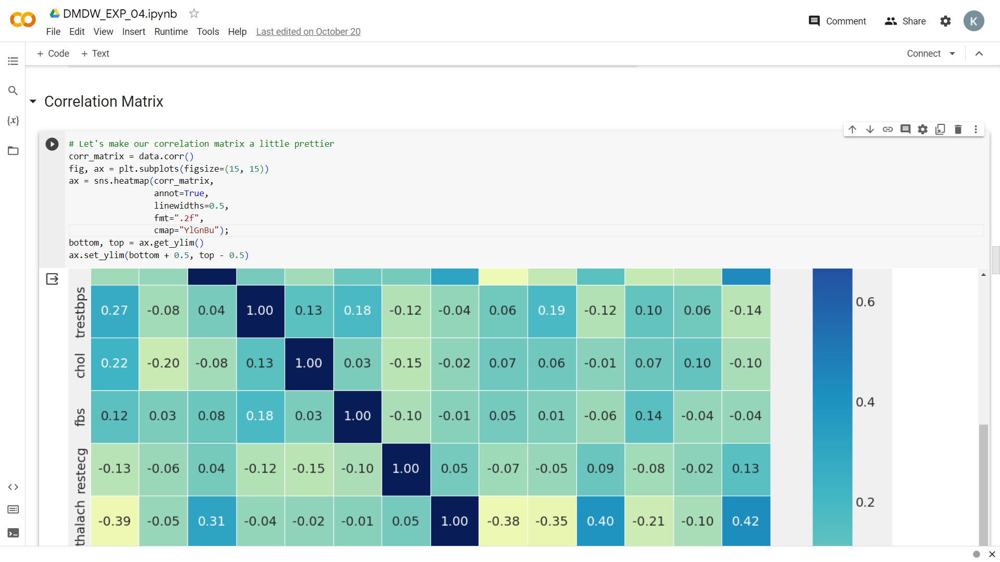 DMDW_EXP_04.ipynb
File Edit View Insert Runtime Tools Help Last edited on October 20
Comment Share K
+ Code + Text
Connect
Correlation Matrix
{x}
# Let's make our correlation matrix a little prettier
corr_matrix = data.corr()
fig, ax = plt.subplots(figsize=(15, 15))
ax = sns.heatmap(corr_matrix,
annot=True,
linewidths=0.5,
fmt=".2f",
cmap="YlGnBu");
bottom, top = ax.get_ylim()
ax.set_ylim(bottom + 0.5, top - 0.5)
trestbps 0.27 -0.08 0.04 1.00 0.13 0.18 -0.12 -0.04 0.06 0.19 -0.12 0.10 0.06 -0.14
chol 0.22 -0.20 -0.08 0.13 1.00 0.03 -0.15 -0.02 0.07 0.06 -0.01 0.07 0.10 -0.10
fbs 0.12 0.03 0.08 0.18 0.03 1.00 -0.10 -0.01 0.05 0.01 -0.06 0.14 -0.04 -0.04
restecg -0.13 -0.06 0.04 -0.12 -0.15 -0.10 1.00 0.05 -0.07 -0.05 0.09 -0.08 -0.02 0.13
thalach -0.39 -0.05 0.31 -0.04 -0.02 -0.01 0.05 1.00 -0.38 -0.35 0.40 -0.21 -0.10 0.42
0.6
0.4
0.2